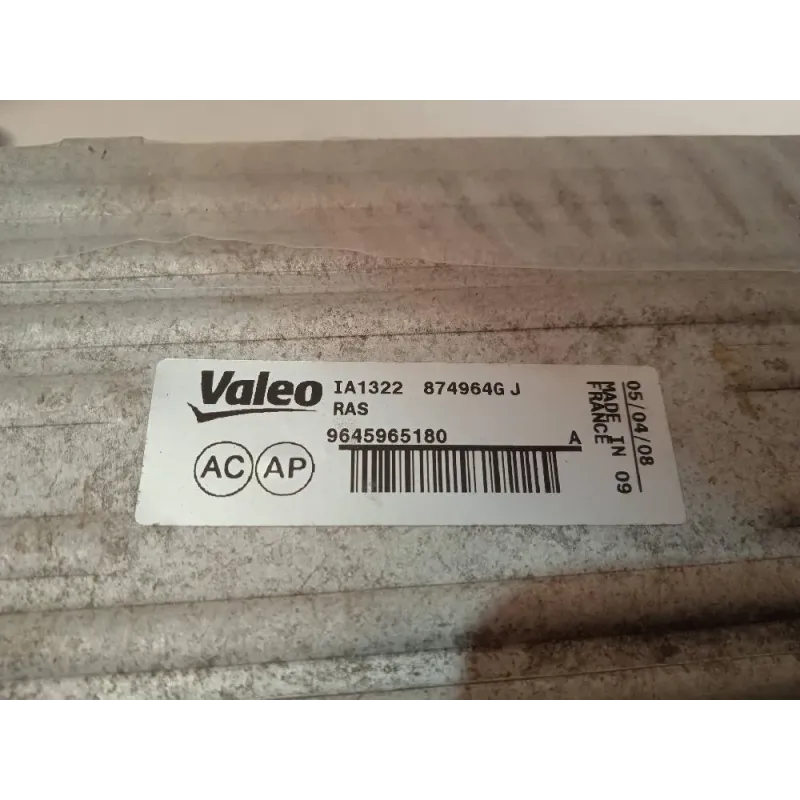 Valeo IA1322 874964G J
RAS
9645965180 A
AC AP
05/04/08
MADE IN 09
FRANCE